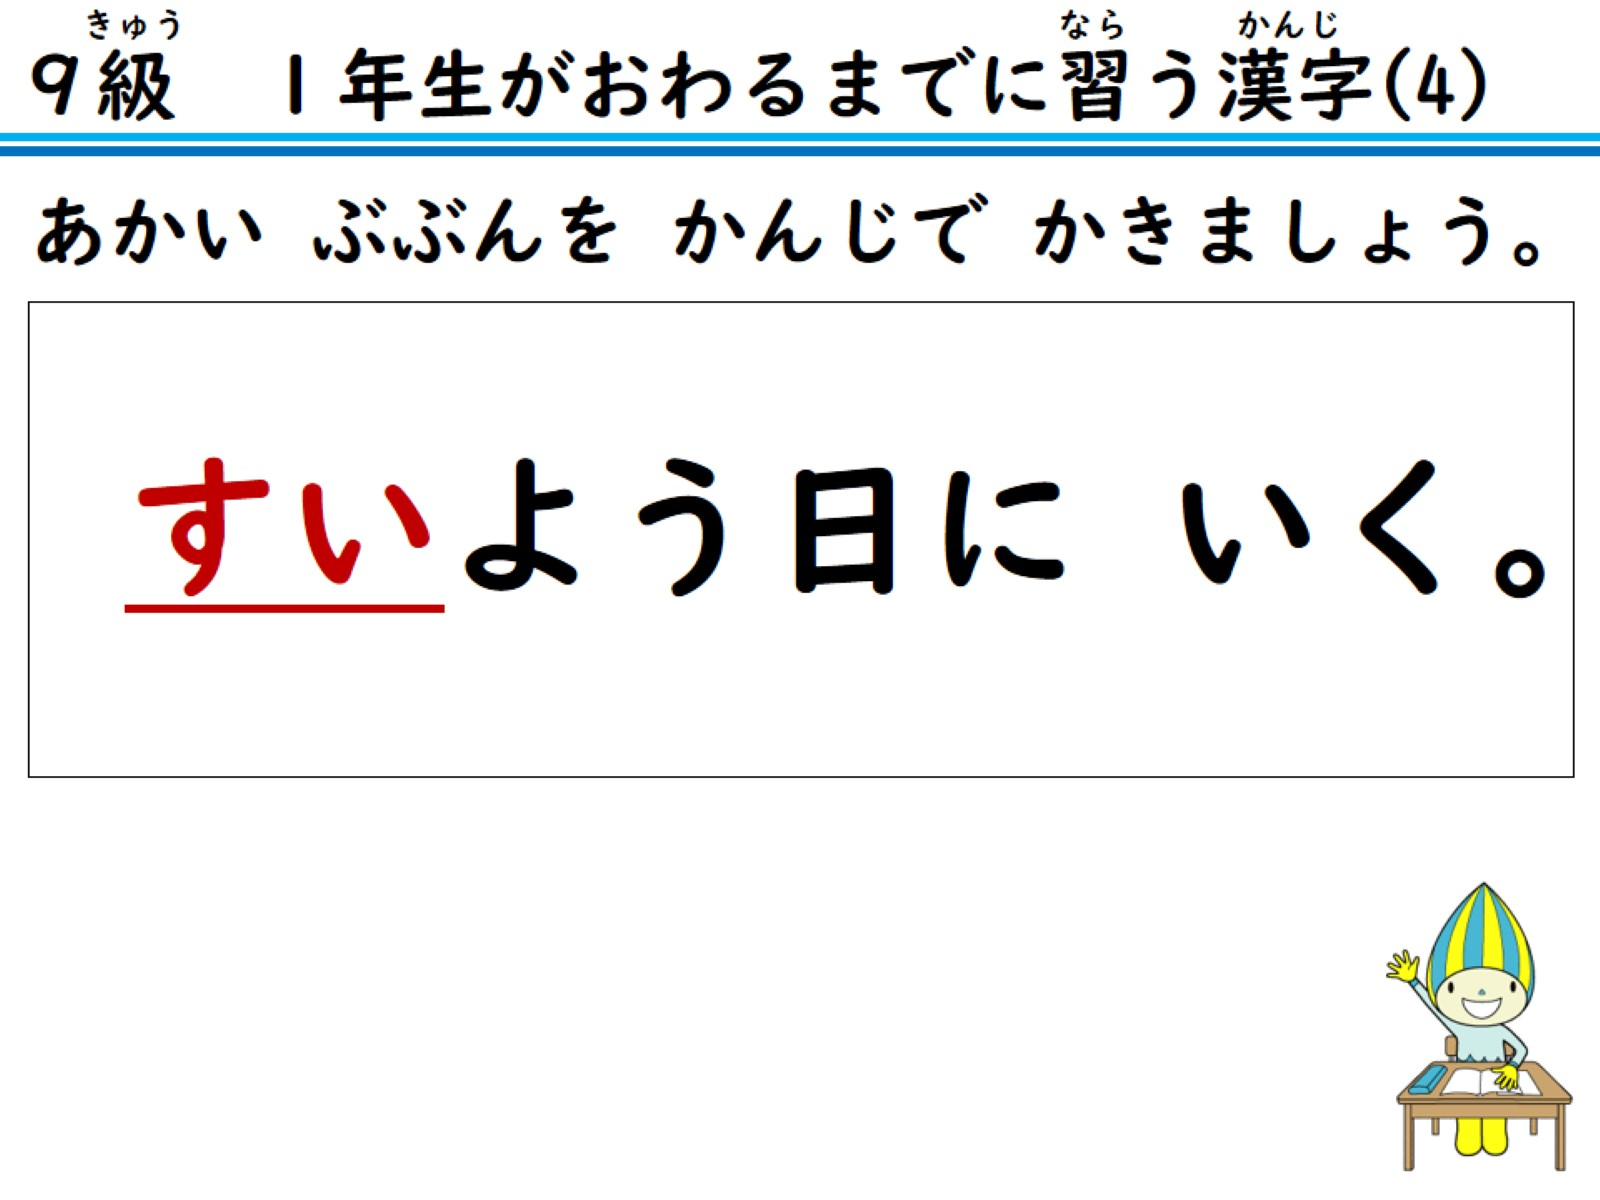 きゅう なら かんじ
9級 1年生がおわるまでに習う漢字(4)
あかい ぶぶんを かんじで かきましょう。
すいよう日に いく。